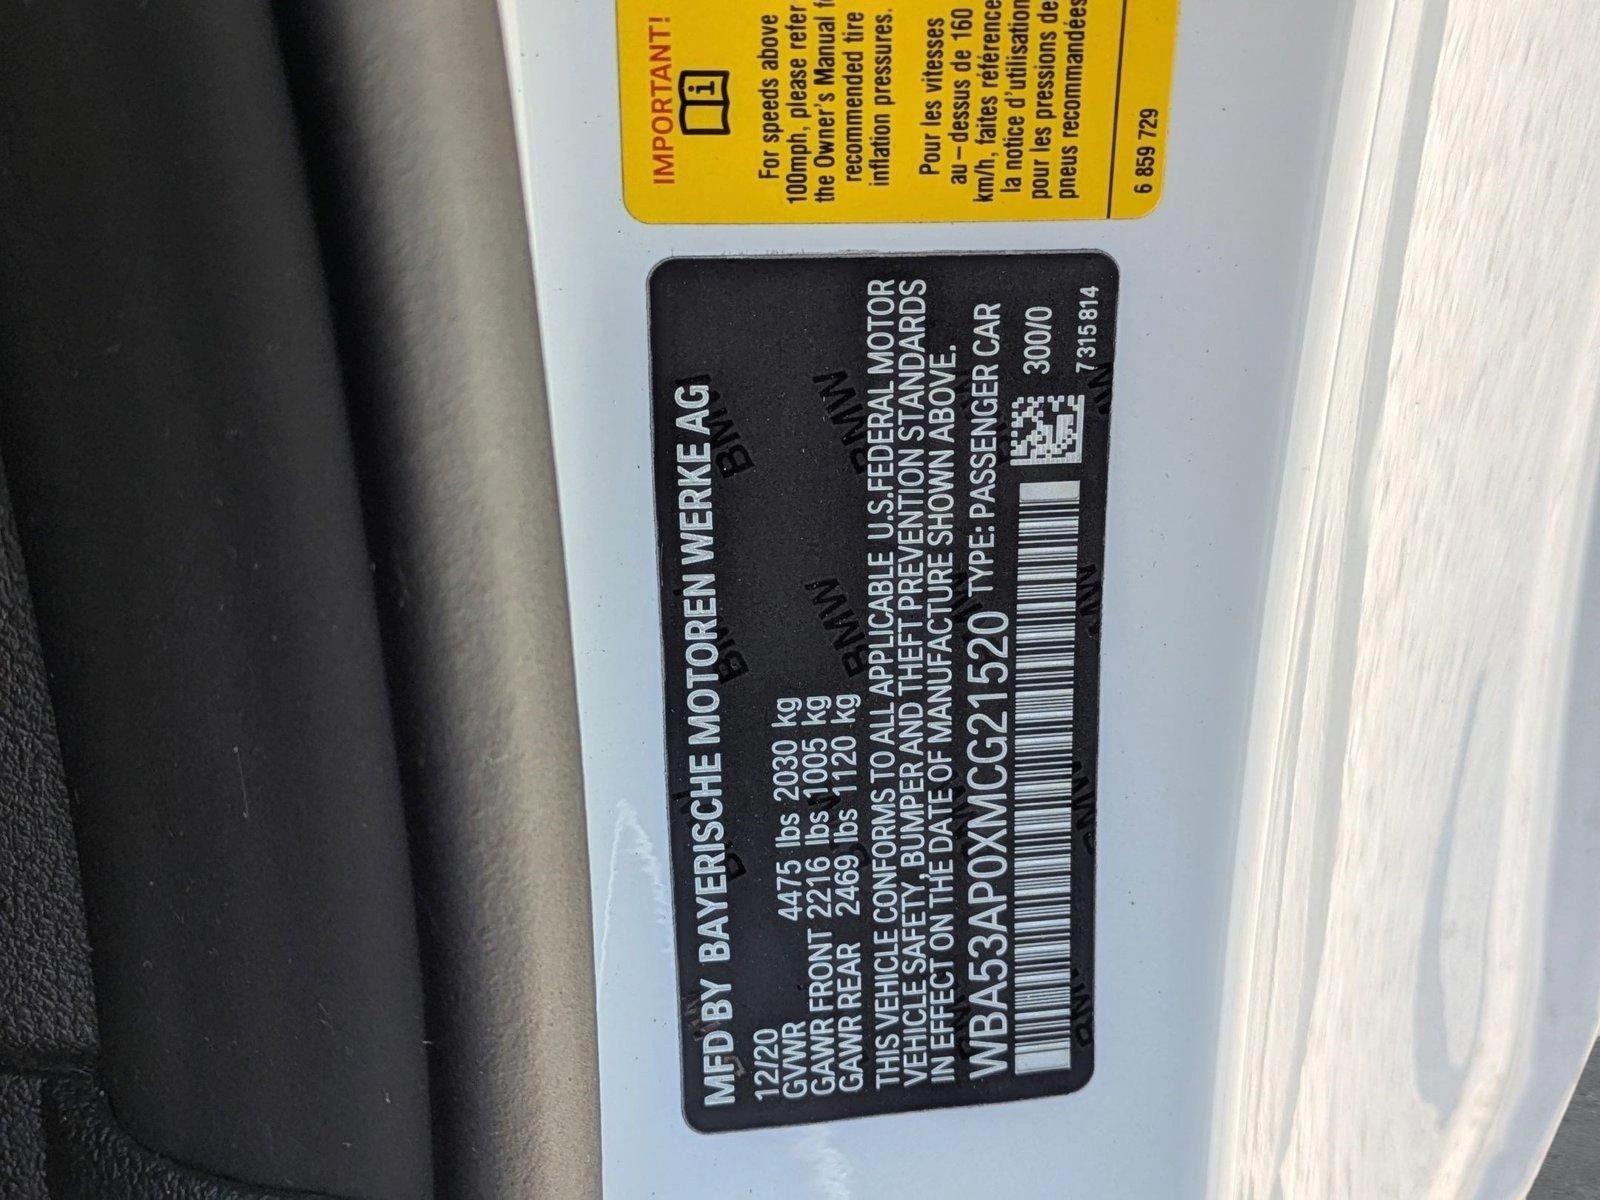 MFD BY BAYERISCHE MOTOREN WERKE AG
12/20
GVWR 4475 lbs 2030 kg
GAWR FRONT 2216 lbs 1005 kg
GAWR REAR 2469 lbs 1120 kg
THIS VEHICLE CONFORMS TO ALL APPLICABLE U.S.FEDERAL MOTOR
VEHICLE SAFETY, BUMPER AND THEFT PREVENTION STANDARDS
IN EFFECT ON THE DATE OF MANUFACTURE SHOWN ABOVE.
WBA53AP0XMCG21520 TYPE: PASSENGER CAR
300/0
7 315 814
IMPORTANT!
For speeds above
100mph, please refer
the Owner's Manual
recommended tire
inflation pressures.
Pour les vitesses
au-dessus de 160
km/h, faites référence
la notice d'utilisation
pour les pressions de
pneus recommandées
6 859 729